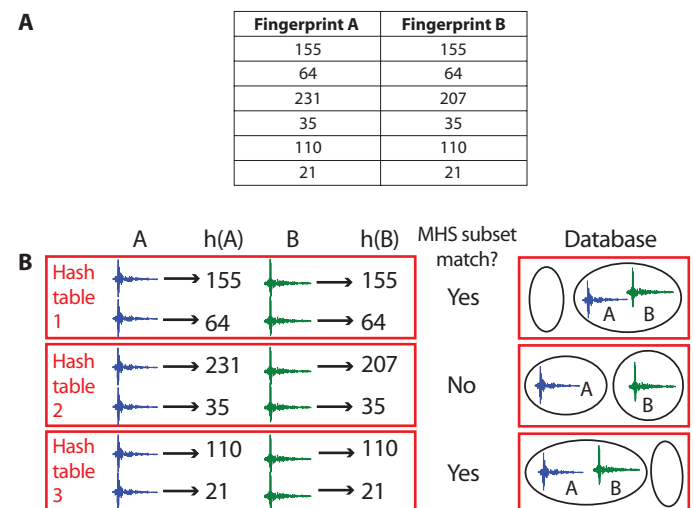 A
Fingerprint A Fingerprint B
155 155
64 64
231 207
35 35
110 110
21 21
B
A h(A) B h(B) MHS subset match? Database
Hash table 1
155 155
64 64
Yes
A B
Hash table 2
231 207
35 35
No
A
B
Hash table 3
110 110
21 21
Yes
A B